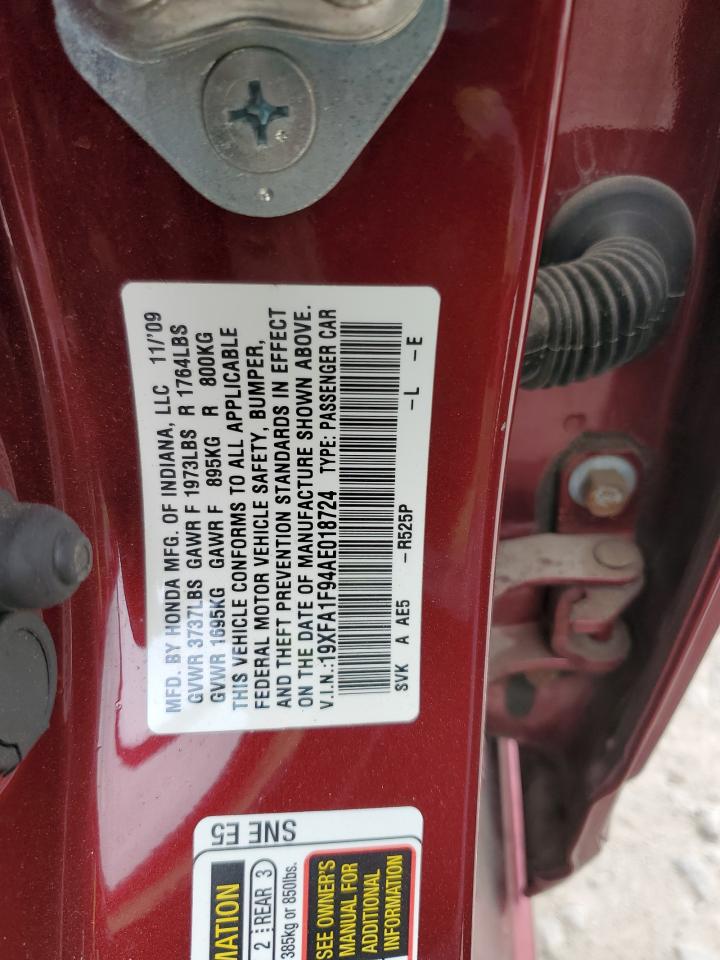 MFD. BY HONDA MFG. OF INDIANA, LLC 11/'09
GVWR 3737LBS GAWR F 1973LBS R 1764LBS
GVWR 1695KG GAWR F 895KG R 800KG
THIS VEHICLE CONFORMS TO ALL APPLICABLE
FEDERAL MOTOR VEHICLE SAFETY, BUMPER,
AND THEFT PREVENTION STANDARDS IN EFFECT
ON THE DATE OF MANUFACTURE SHOWN ABOVE.
V.I.N.:19XFA1F94AE018724 TYPE: PASSENGER CAR
SVK A AE5 – R525P – L – E
SNE E5
MATION
2 REAR 3
385kg or 850lbs.
SEE OWNER'S
MANUAL FOR
ADDITIONAL
INFORMATION